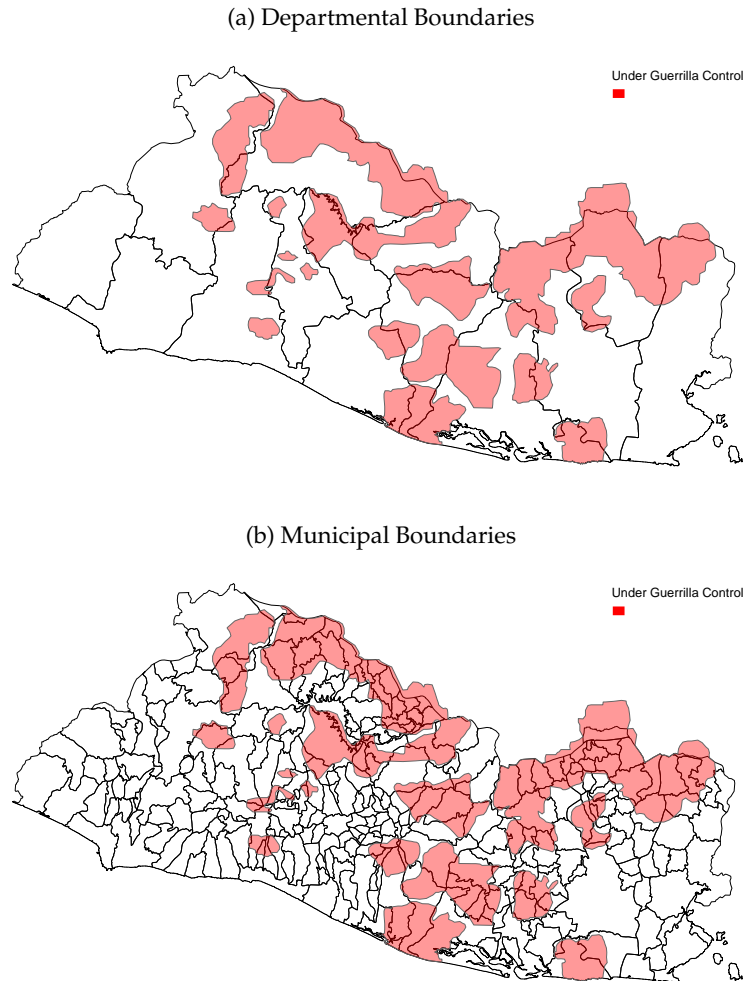 (a) Departmental Boundaries
Under Guerrilla Control
(b) Municipal Boundaries
Under Guerrilla Control